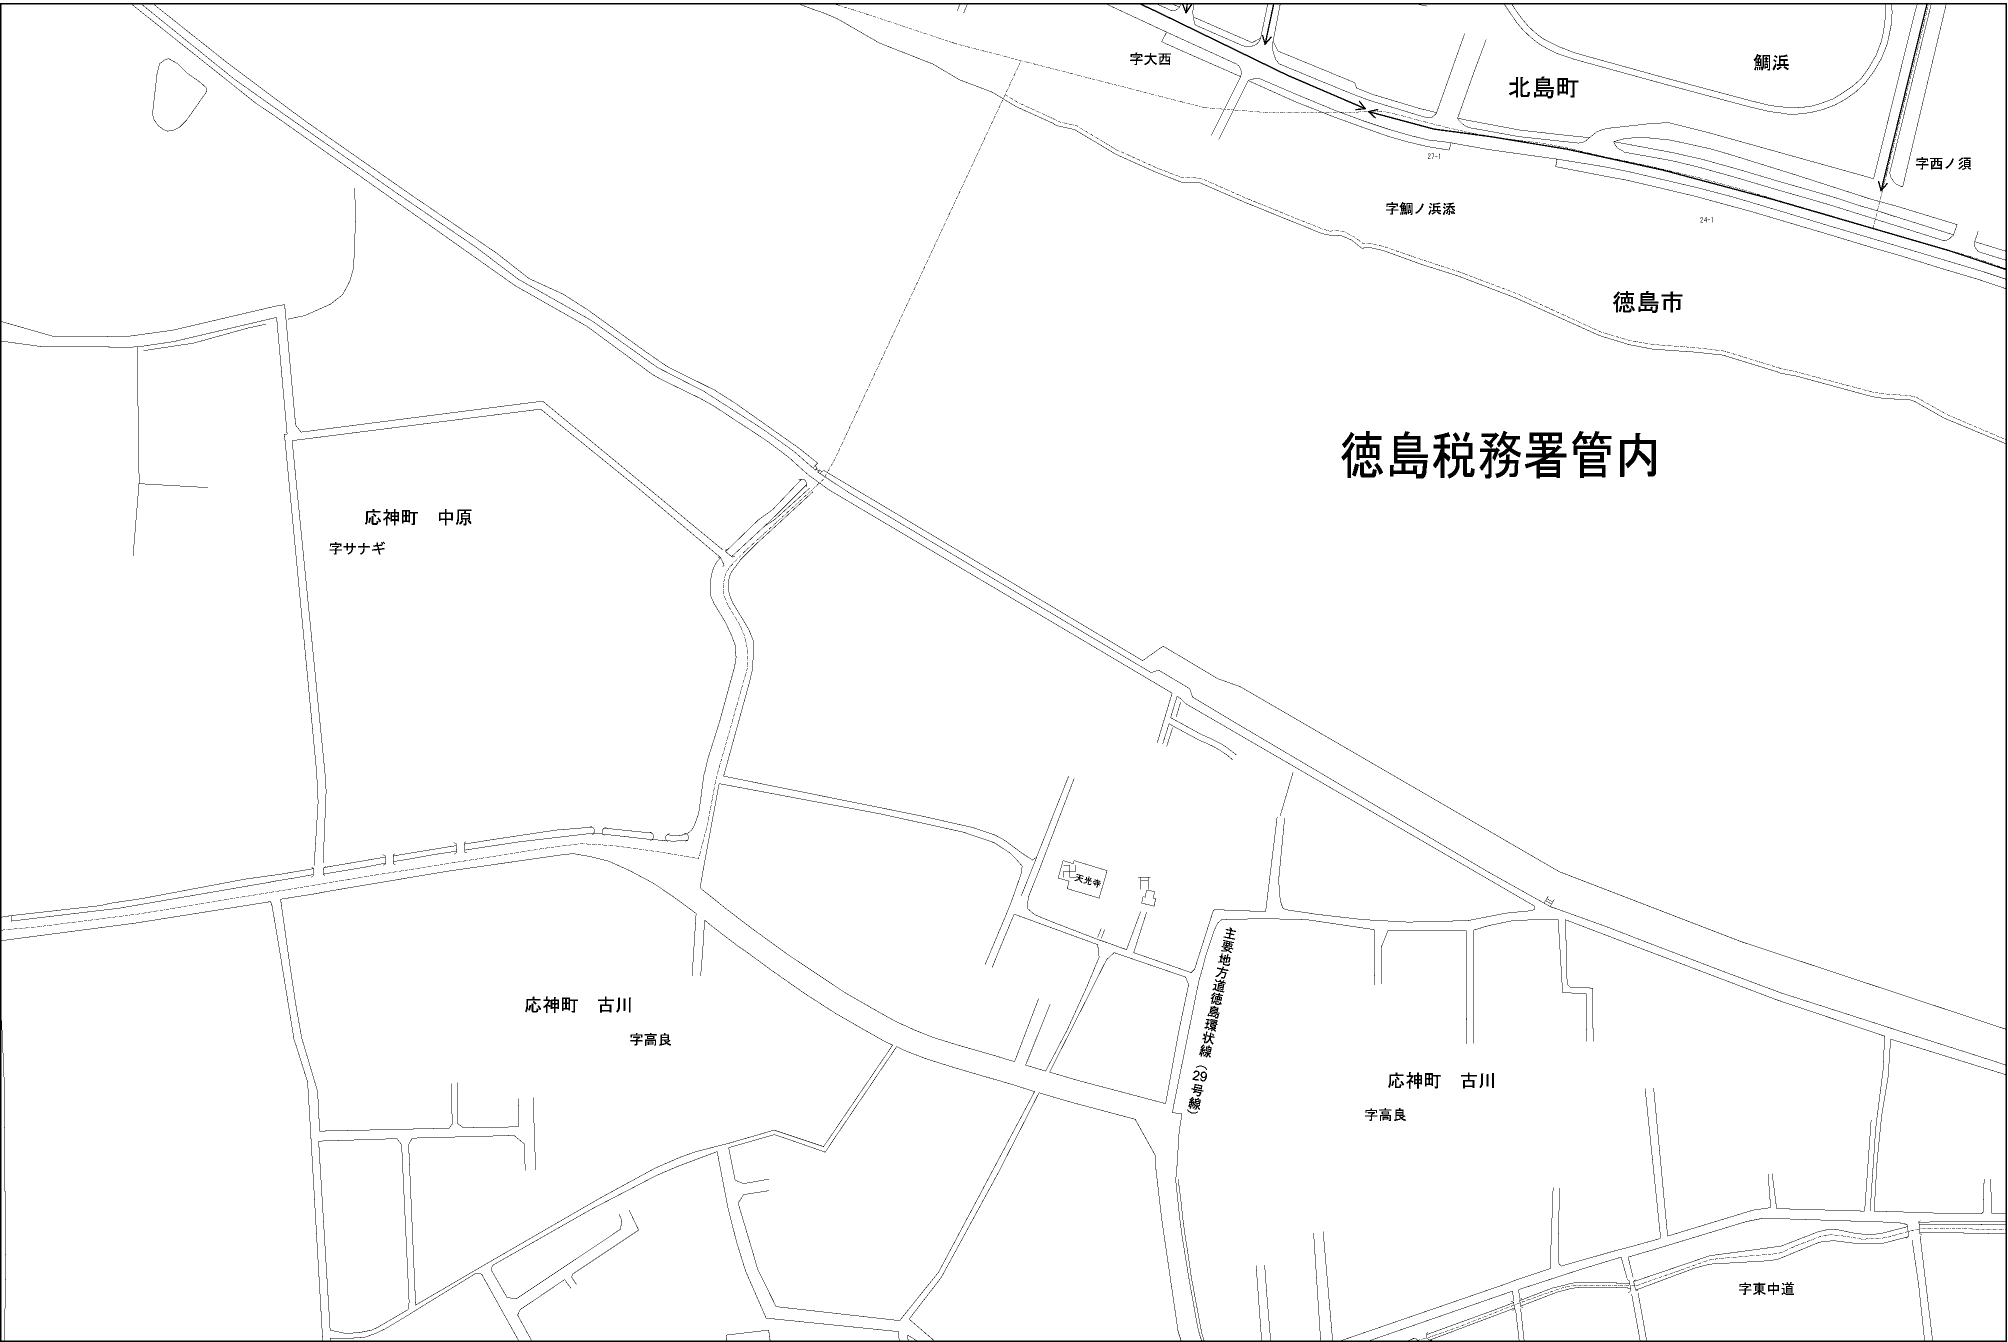 字大西
鯛浜
北島町
27-1
字西ノ須
字鯛ノ浜添
24-1
徳島市
徳島税務署管内
応神町　中原
字サナギ
天光寺
主要地方道徳島環状線（29号線）
応神町　古川
字高良
応神町　古川
字高良
字東中道